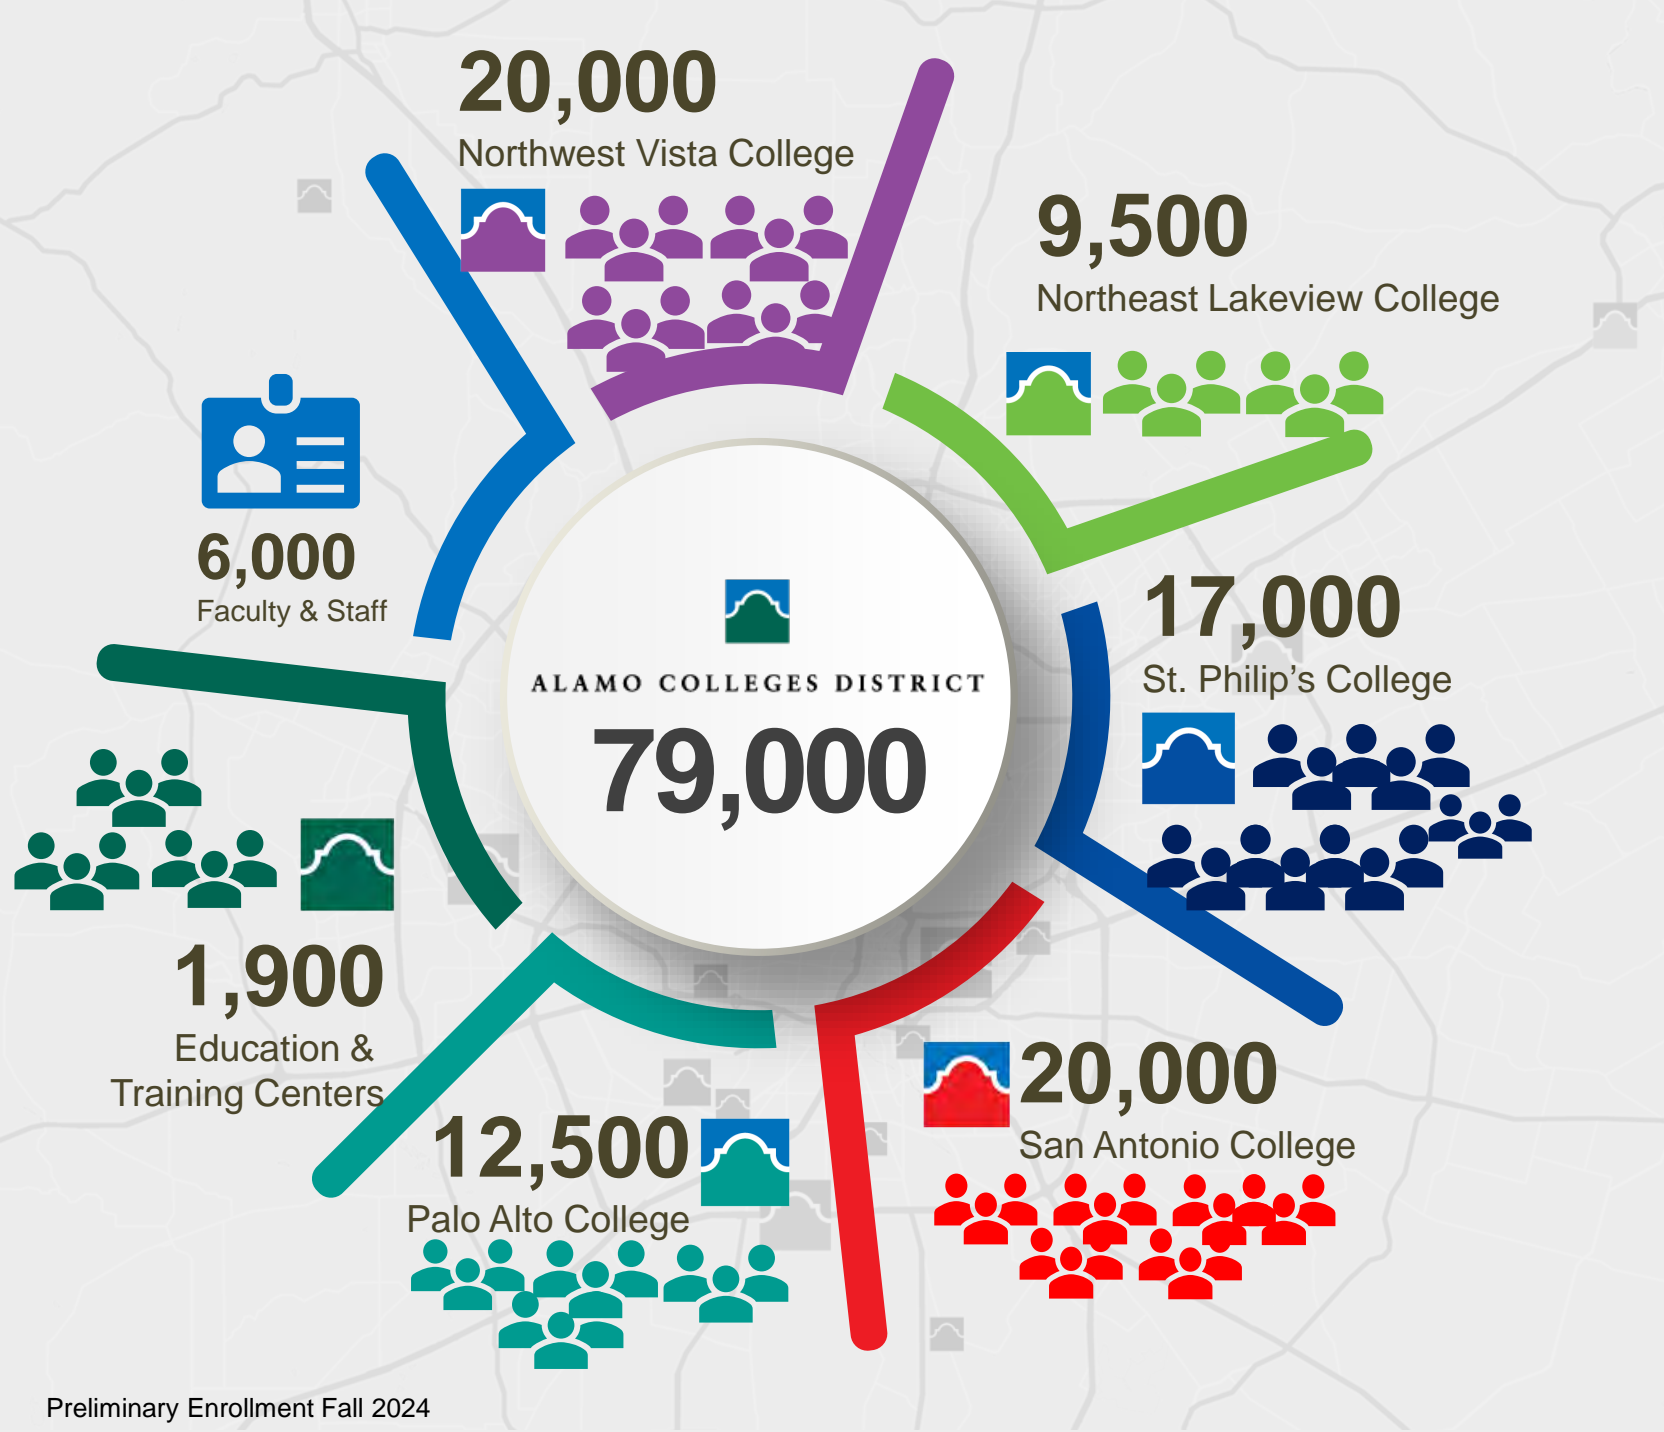 20,000
Northwest Vista College
9,500
Northeast Lakeview College
6,000
Faculty & Staff
17,000
St. Philip’s College
ALAMO COLLEGES DISTRICT
79,000
1,900
Education &
Training Centers
20,000
San Antonio College
12,500
Palo Alto College
Preliminary Enrollment Fall 2024